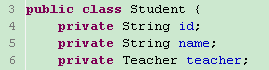 3 public class Student {
4 private String id;
5 private String name;
6 private Teacher teacher;